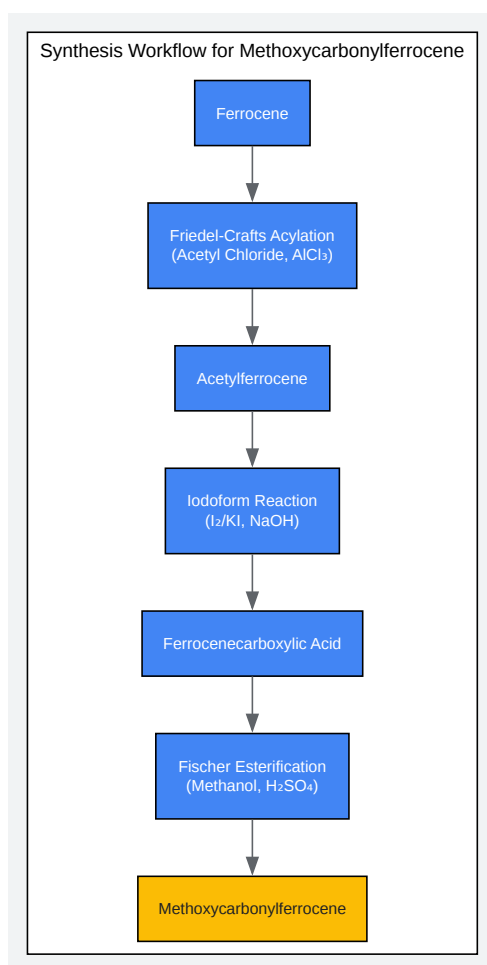 Synthesis Workflow for Methoxycarbonylferrocene
Ferrocene
Friedel-Crafts Acylation
(Acetyl Chloride, AlCl₃)
Acetylferrocene
Iodoform Reaction
(I₂/KI, NaOH)
Ferrocenecarboxylic Acid
Fischer Esterification
(Methanol, H₂SO₄)
Methoxycarbonylferrocene